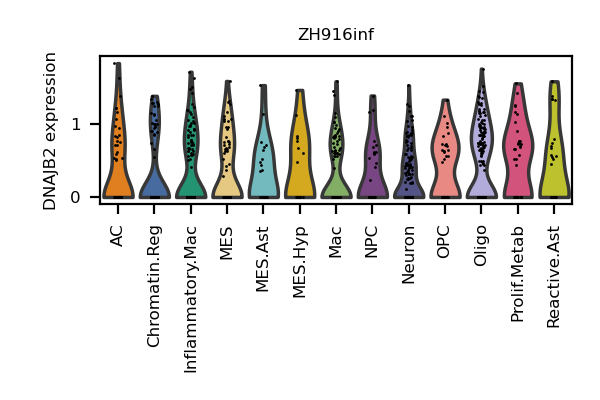 ZH916inf
DNAJB2 expression
1
0
AC
Chromatin.Reg
Inflammatory.Mac
MES
MES.Ast
MES.Hyp
Mac
NPC
Neuron
OPC
Oligo
Prolif.Metab
Reactive.Ast